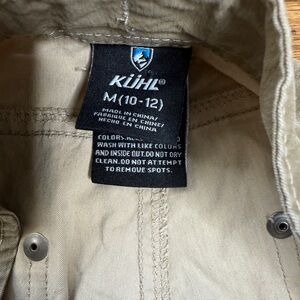 KÜHL®
M (10-12)
MADE IN CHINA/
FABRIQUE EN CHINE/
HECHO EN CHINA
COLORS.
WASH WITH LIKE COLORS
AND INSIDE OUT.DO NOT DRY
CLEAN.DO NOT ATTEMPT
TO REMOVE SPOTS.